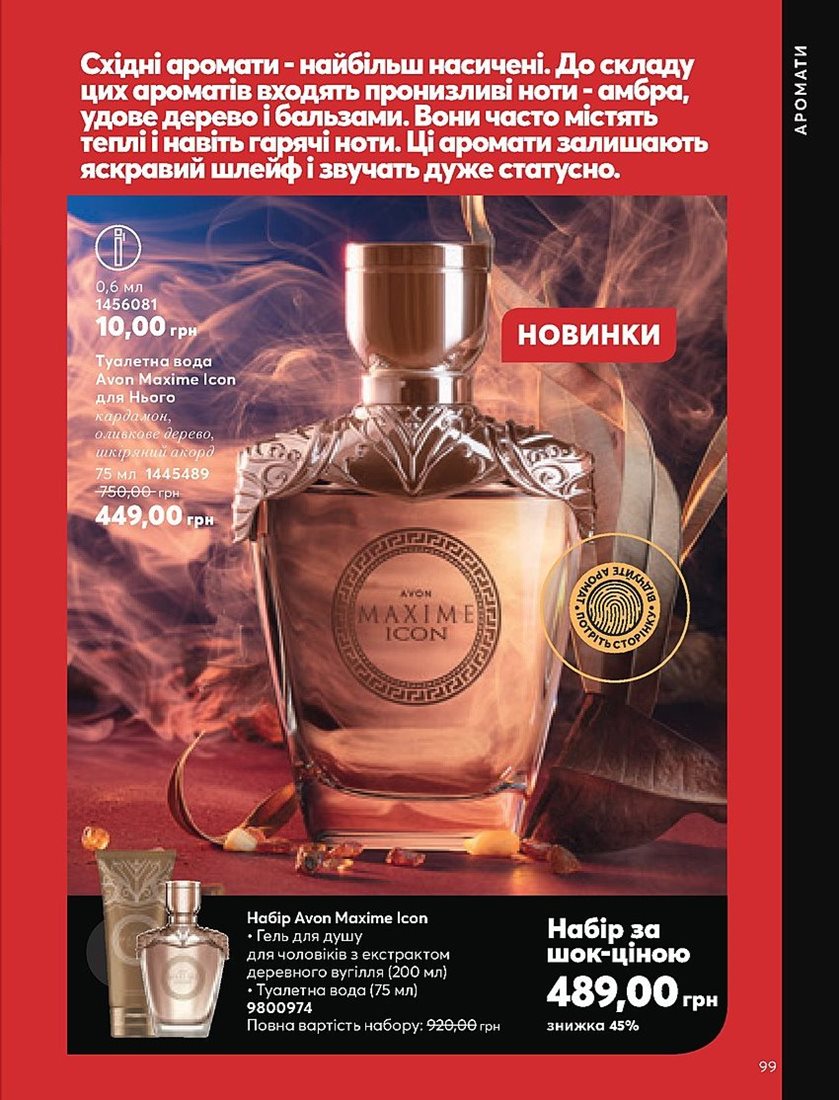 АРОМАТИ
Східні аромати - найбільш насичені. До складу
цих ароматів входять пронизливі ноти - амбра,
удове дерево і бальзами. Вони часто містять
теплі і навіть гарячі ноти. Ці аромати залишають
яскравий шлейф і звучать дуже статусно.
0,6 мл
1456081
10,00 грн
Туалетна вода
Avon Maxime Icon
для Нього
кардамон,
оливкове дерево,
шкіряний акорд
75 мл 1445489
750,00 грн
449,00 грн
НОВИНКИ
AVON
MAXIME
ICON
ВІДЧУЙТЕ АРОМАТ
ПОТРІТЬ СТОРІНКУ
Набір Avon Maxime Icon
• Гель для душу
для чоловіків з екстрактом
деревного вугілля (200 мл)
• Туалетна вода (75 мл)
9800974
Повна вартість набору: 920,00 грн
Набір за
шок-ціною
489,00 грн
знижка 45%
99